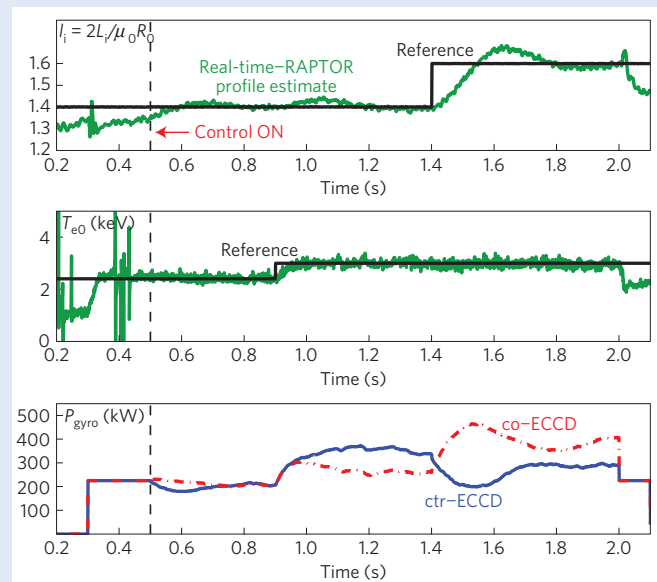 lᵢ = 2Lᵢ/μ₀R₀
Reference
Real-time–RAPTOR
profile estimate
Control ON
1.6
1.5
1.4
1.3
1.2
0.2 0.4 0.6 0.8 1.0 1.2 1.4 1.6 1.8 2.0
Time (s)
Tₑ₀ (keV)
Reference
4
2
0
0.2 0.4 0.6 0.8 1.0 1.2 1.4 1.6 1.8 2.0
Time (s)
P_gyro (kW)
co–ECCD
ctr–ECCD
500
400
300
200
100
0.2 0.4 0.6 0.8 1.0 1.2 1.4 1.6 1.8 2.0
Time (s)